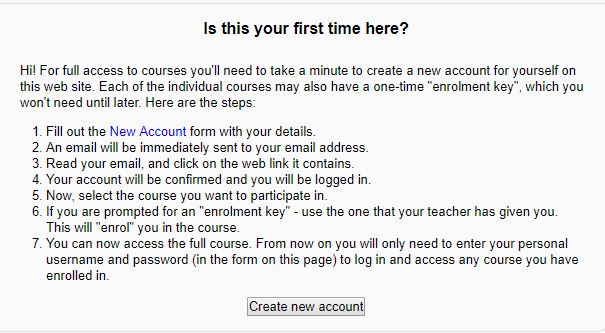 Is this your first time here?
Hi! For full access to courses you'll need to take a minute to create a new account for yourself on
this web site. Each of the individual courses may also have a one-time "enrolment key", which you
won't need until later. Here are the steps:
1. Fill out the New Account form with your details.
2. An email will be immediately sent to your email address.
3. Read your email, and click on the web link it contains.
4. Your account will be confirmed and you will be logged in.
5. Now, select the course you want to participate in.
6. If you are prompted for an "enrolment key" - use the one that your teacher has given you.
This will "enrol" you in the course.
7. You can now access the full course. From now on you will only need to enter your personal
username and password (in the form on this page) to log in and access any course you have
enrolled in.
Create new account